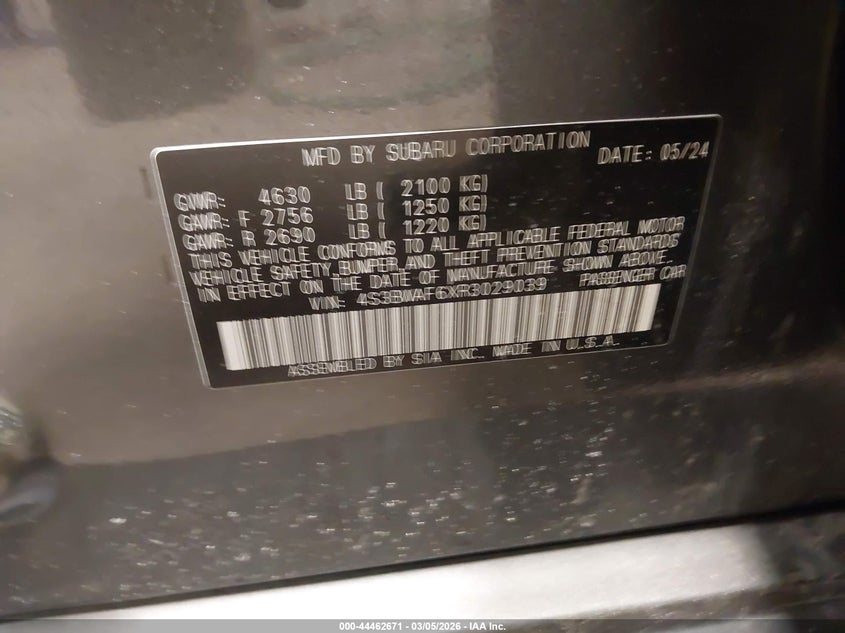 MFD BY SUBARU CORPORATION DATE: 05/24
GVWR: 4630 LB ( 2100 KG)
GAWR: F 2756 LB ( 1250 KG)
GAWR: R 2690 LB ( 1220 KG)
THIS VEHICLE CONFORMS TO ALL APPLICABLE FEDERAL MOTOR
VEHICLE SAFETY, BUMPER AND THEFT PREVENTION STANDARDS
IN EFFECT ON THE DATE OF MANUFACTURE SHOWN ABOVE.
VIN: 4S3BWAF6XR3029039 PASSENGER CAR
ASSEMBLED BY SIA INC. MADE IN U.S.A.
000-44462671 - 03/05/2026 - IAA Inc.